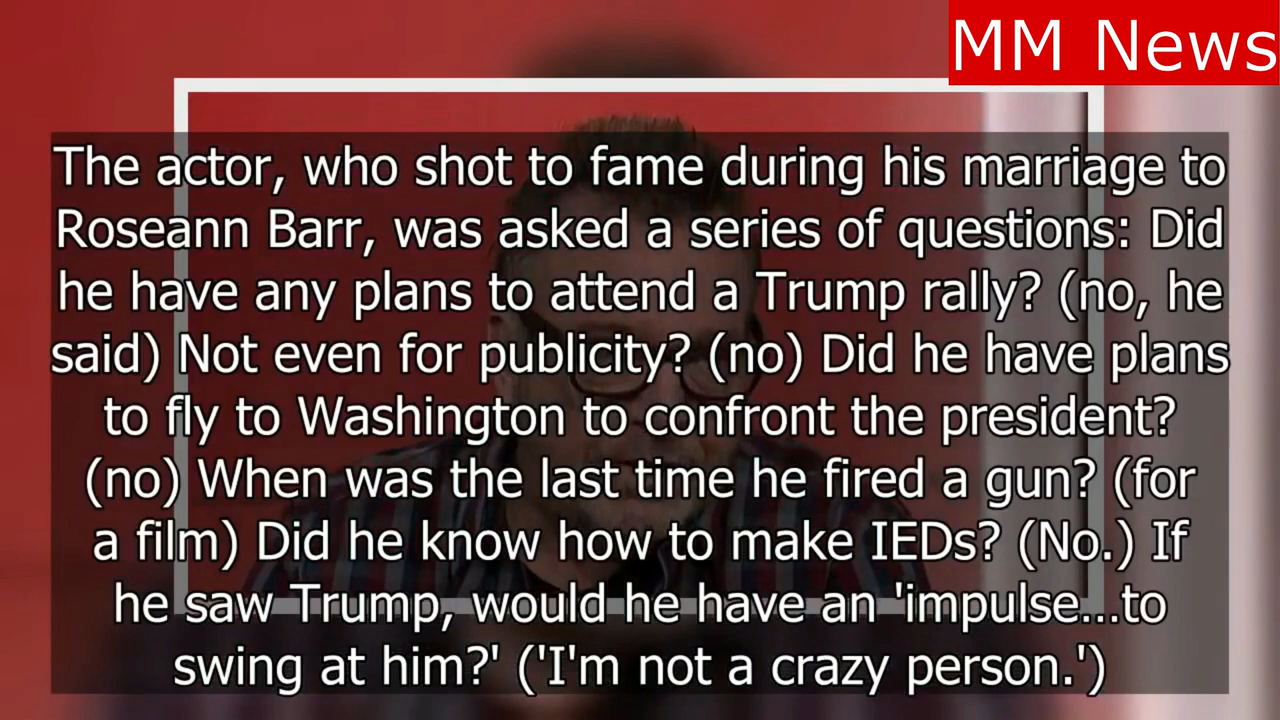 MM News
The actor, who shot to fame during his marriage to
Roseann Barr, was asked a series of questions: Did
he have any plans to attend a Trump rally? (no, he
said) Not even for publicity? (no) Did he have plans
to fly to Washington to confront the president?
(no) When was the last time he fired a gun? (for
a film) Did he know how to make IEDs? (No.) If
he saw Trump, would he have an 'impulse...to
swing at him?' ('I'm not a crazy person.')